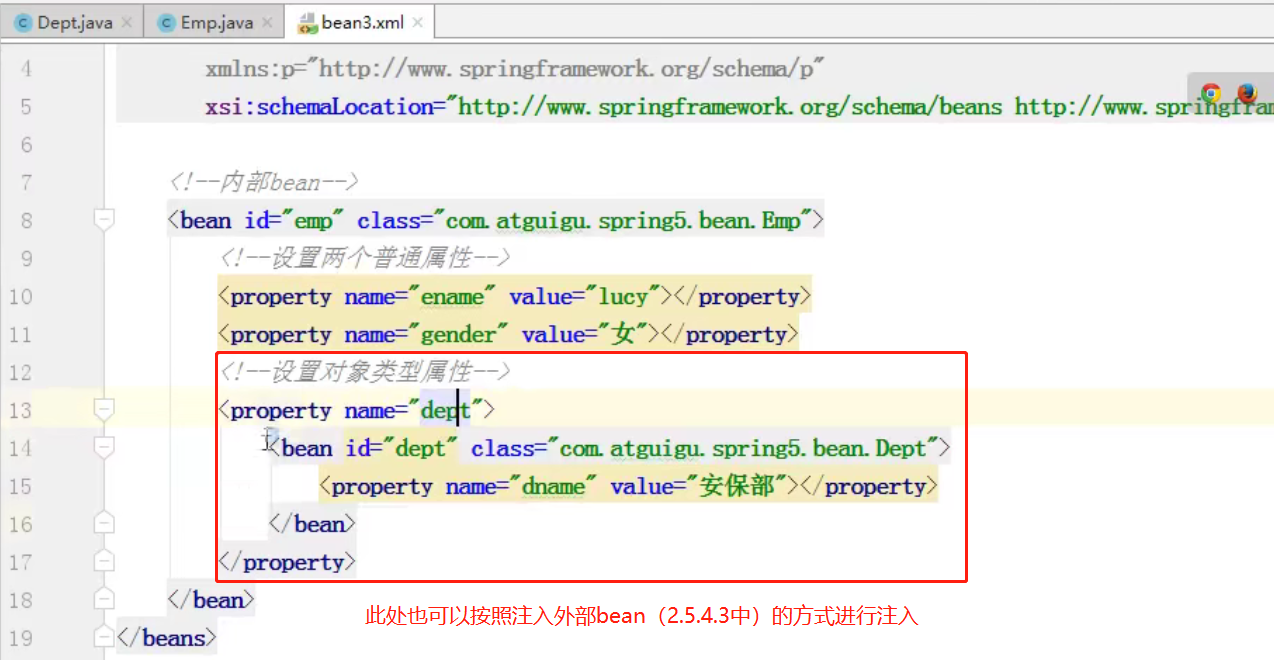 Dept.java × Emp.java × bean3.xml ×
4 xmlns:p="http://www.springframework.org/schema/p"
5 xsi:schemaLocation="http://www.springframework.org/schema/beans http://www.springfram
6
7 <!--内部bean-->
8 <bean id="emp" class="com.atguigu.spring5.bean.Emp">
9 <!--设置两个普通属性-->
10 <property name="ename" value="lucy"></property>
11 <property name="gender" value="女"></property>
12 <!--设置对象类型属性-->
13 <property name="dept">
14 <bean id="dept" class="com.atguigu.spring5.bean.Dept">
15 <property name="dname" value="安保部"></property>
16 </bean>
17 </property>
18 </bean>
此处也可以按照注入外部bean（2.5.4.3中）的方式进行注入
19 </beans>